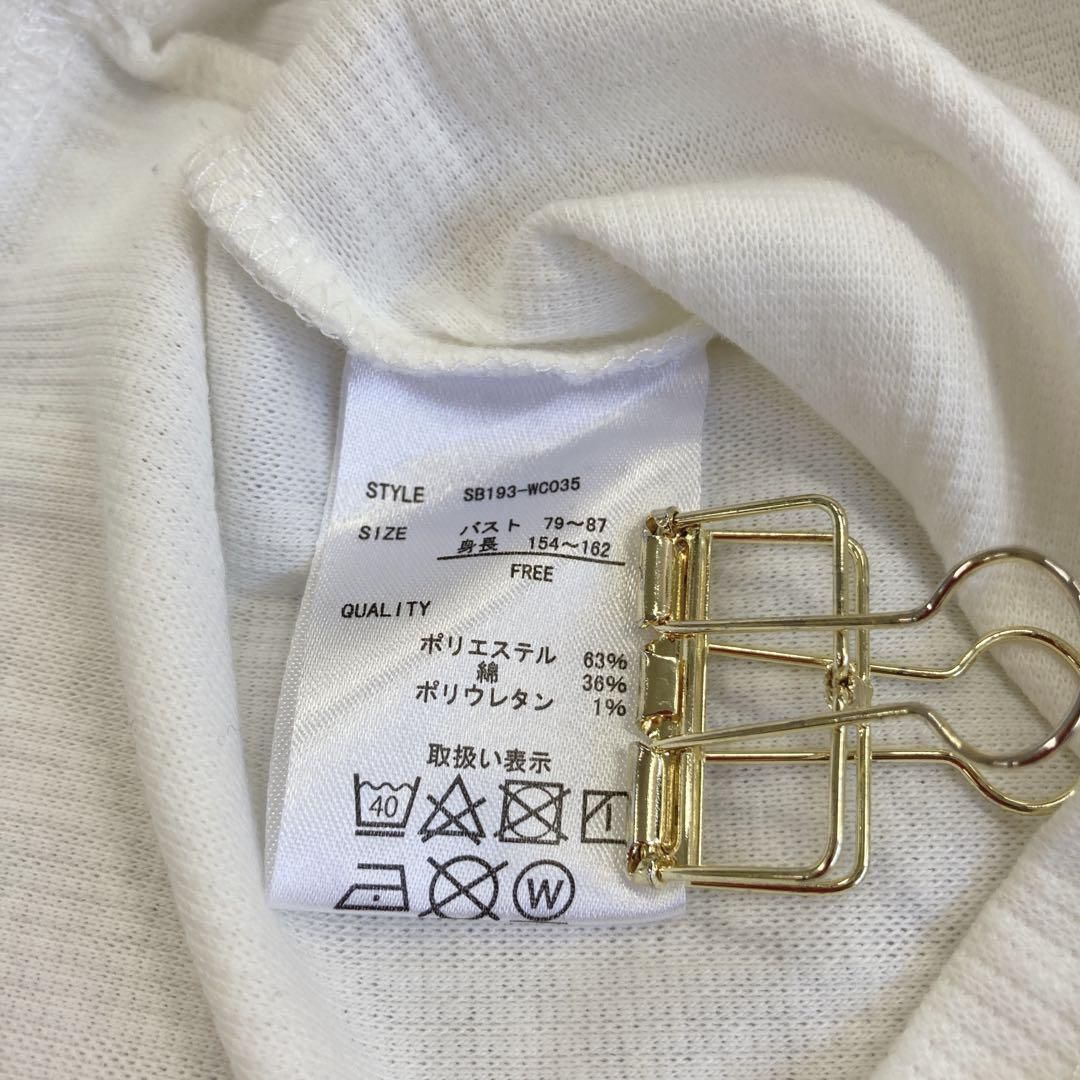 STYLE SB193-WC035
SIZE バスト 79～87
身長 154～162
FREE
QUALITY
ポリエステル 63%
綿 36%
ポリウレタン 1%
取扱い表示
40
W